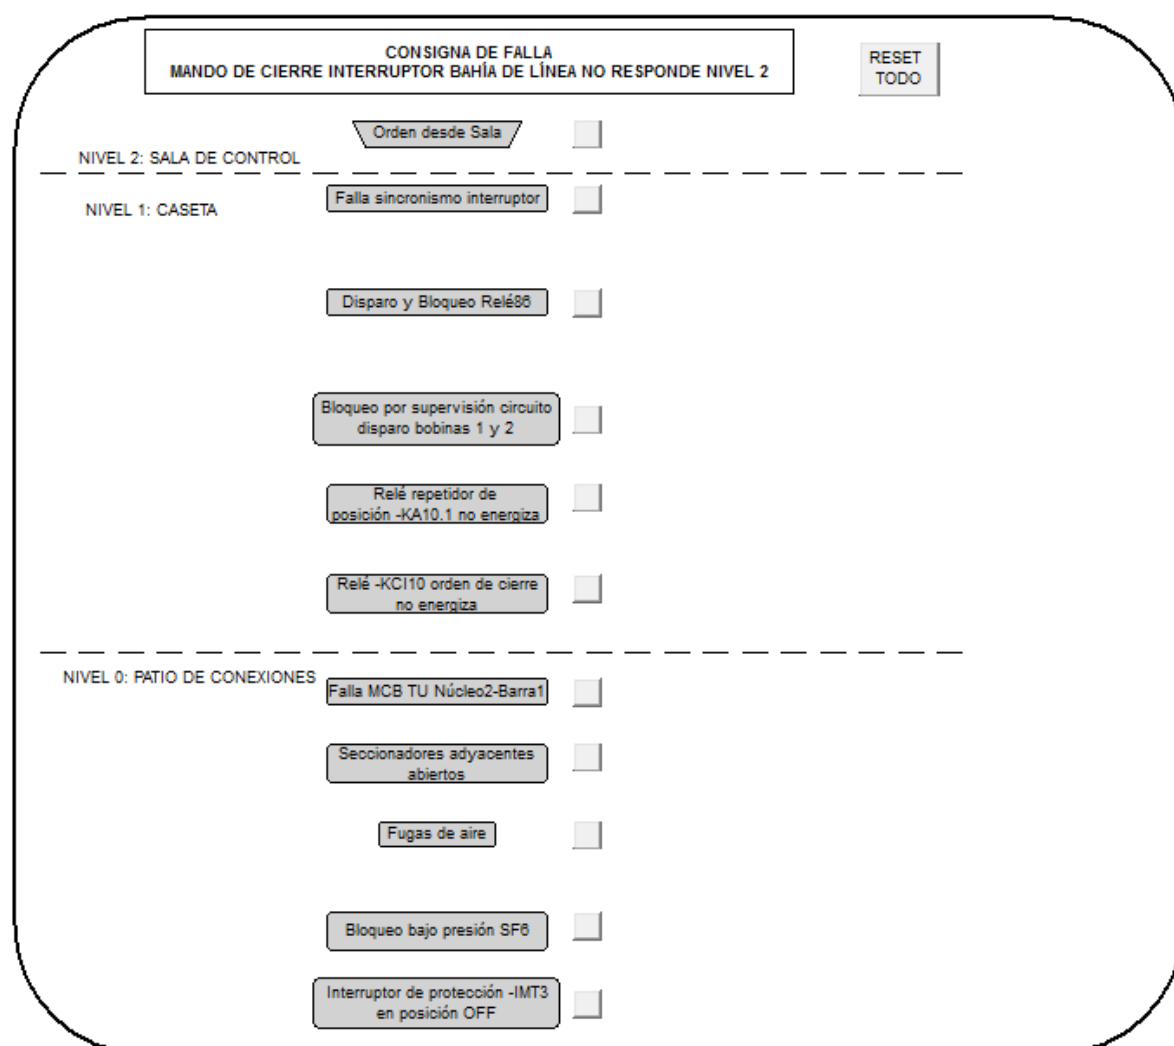 CONSIGNA DE FALLA
MANDO DE CIERRE INTERRUPTOR BAHÍA DE LÍNEA NO RESPONDE NIVEL 2
RESET
TODO
Orden desde Sala
NIVEL 2: SALA DE CONTROL
Falla sincronismo interruptor
NIVEL 1: CASETA
Disparo y Bloqueo Relé86
Bloqueo por supervisión circuito
disparo bobinas 1 y 2
Relé repetidor de
posición -KA10.1 no energiza
Relé -KCI10 orden de cierre
no energiza
NIVEL 0: PATIO DE CONEXIONES
Falla MCB TU Núcleo2-Barra1
Seccionadores adyacentes
abiertos
Fugas de aire
Bloqueo bajo presión SF6
Interruptor de protección -IMT3
en posición OFF